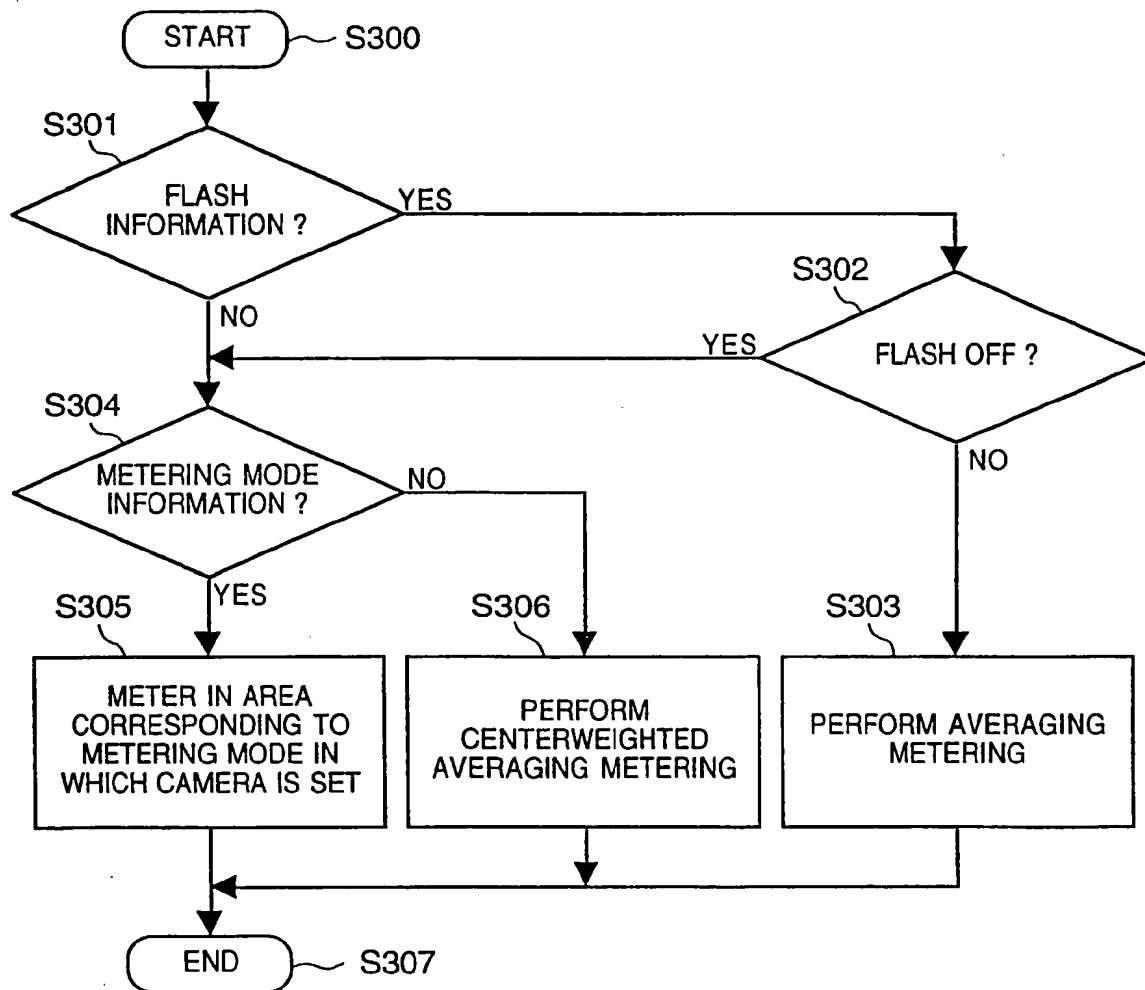 START
S300
S301
FLASH
INFORMATION ?
YES
NO
S302
FLASH OFF ?
YES
NO
S304
METERING MODE
INFORMATION ?
NO
YES
S305
METER IN AREA
CORRESPONDING TO
METERING MODE IN
WHICH CAMERA IS SET
S306
PERFORM
CENTERWEIGHTED
AVERAGING METERING
S303
PERFORM AVERAGING
METERING
END
S307